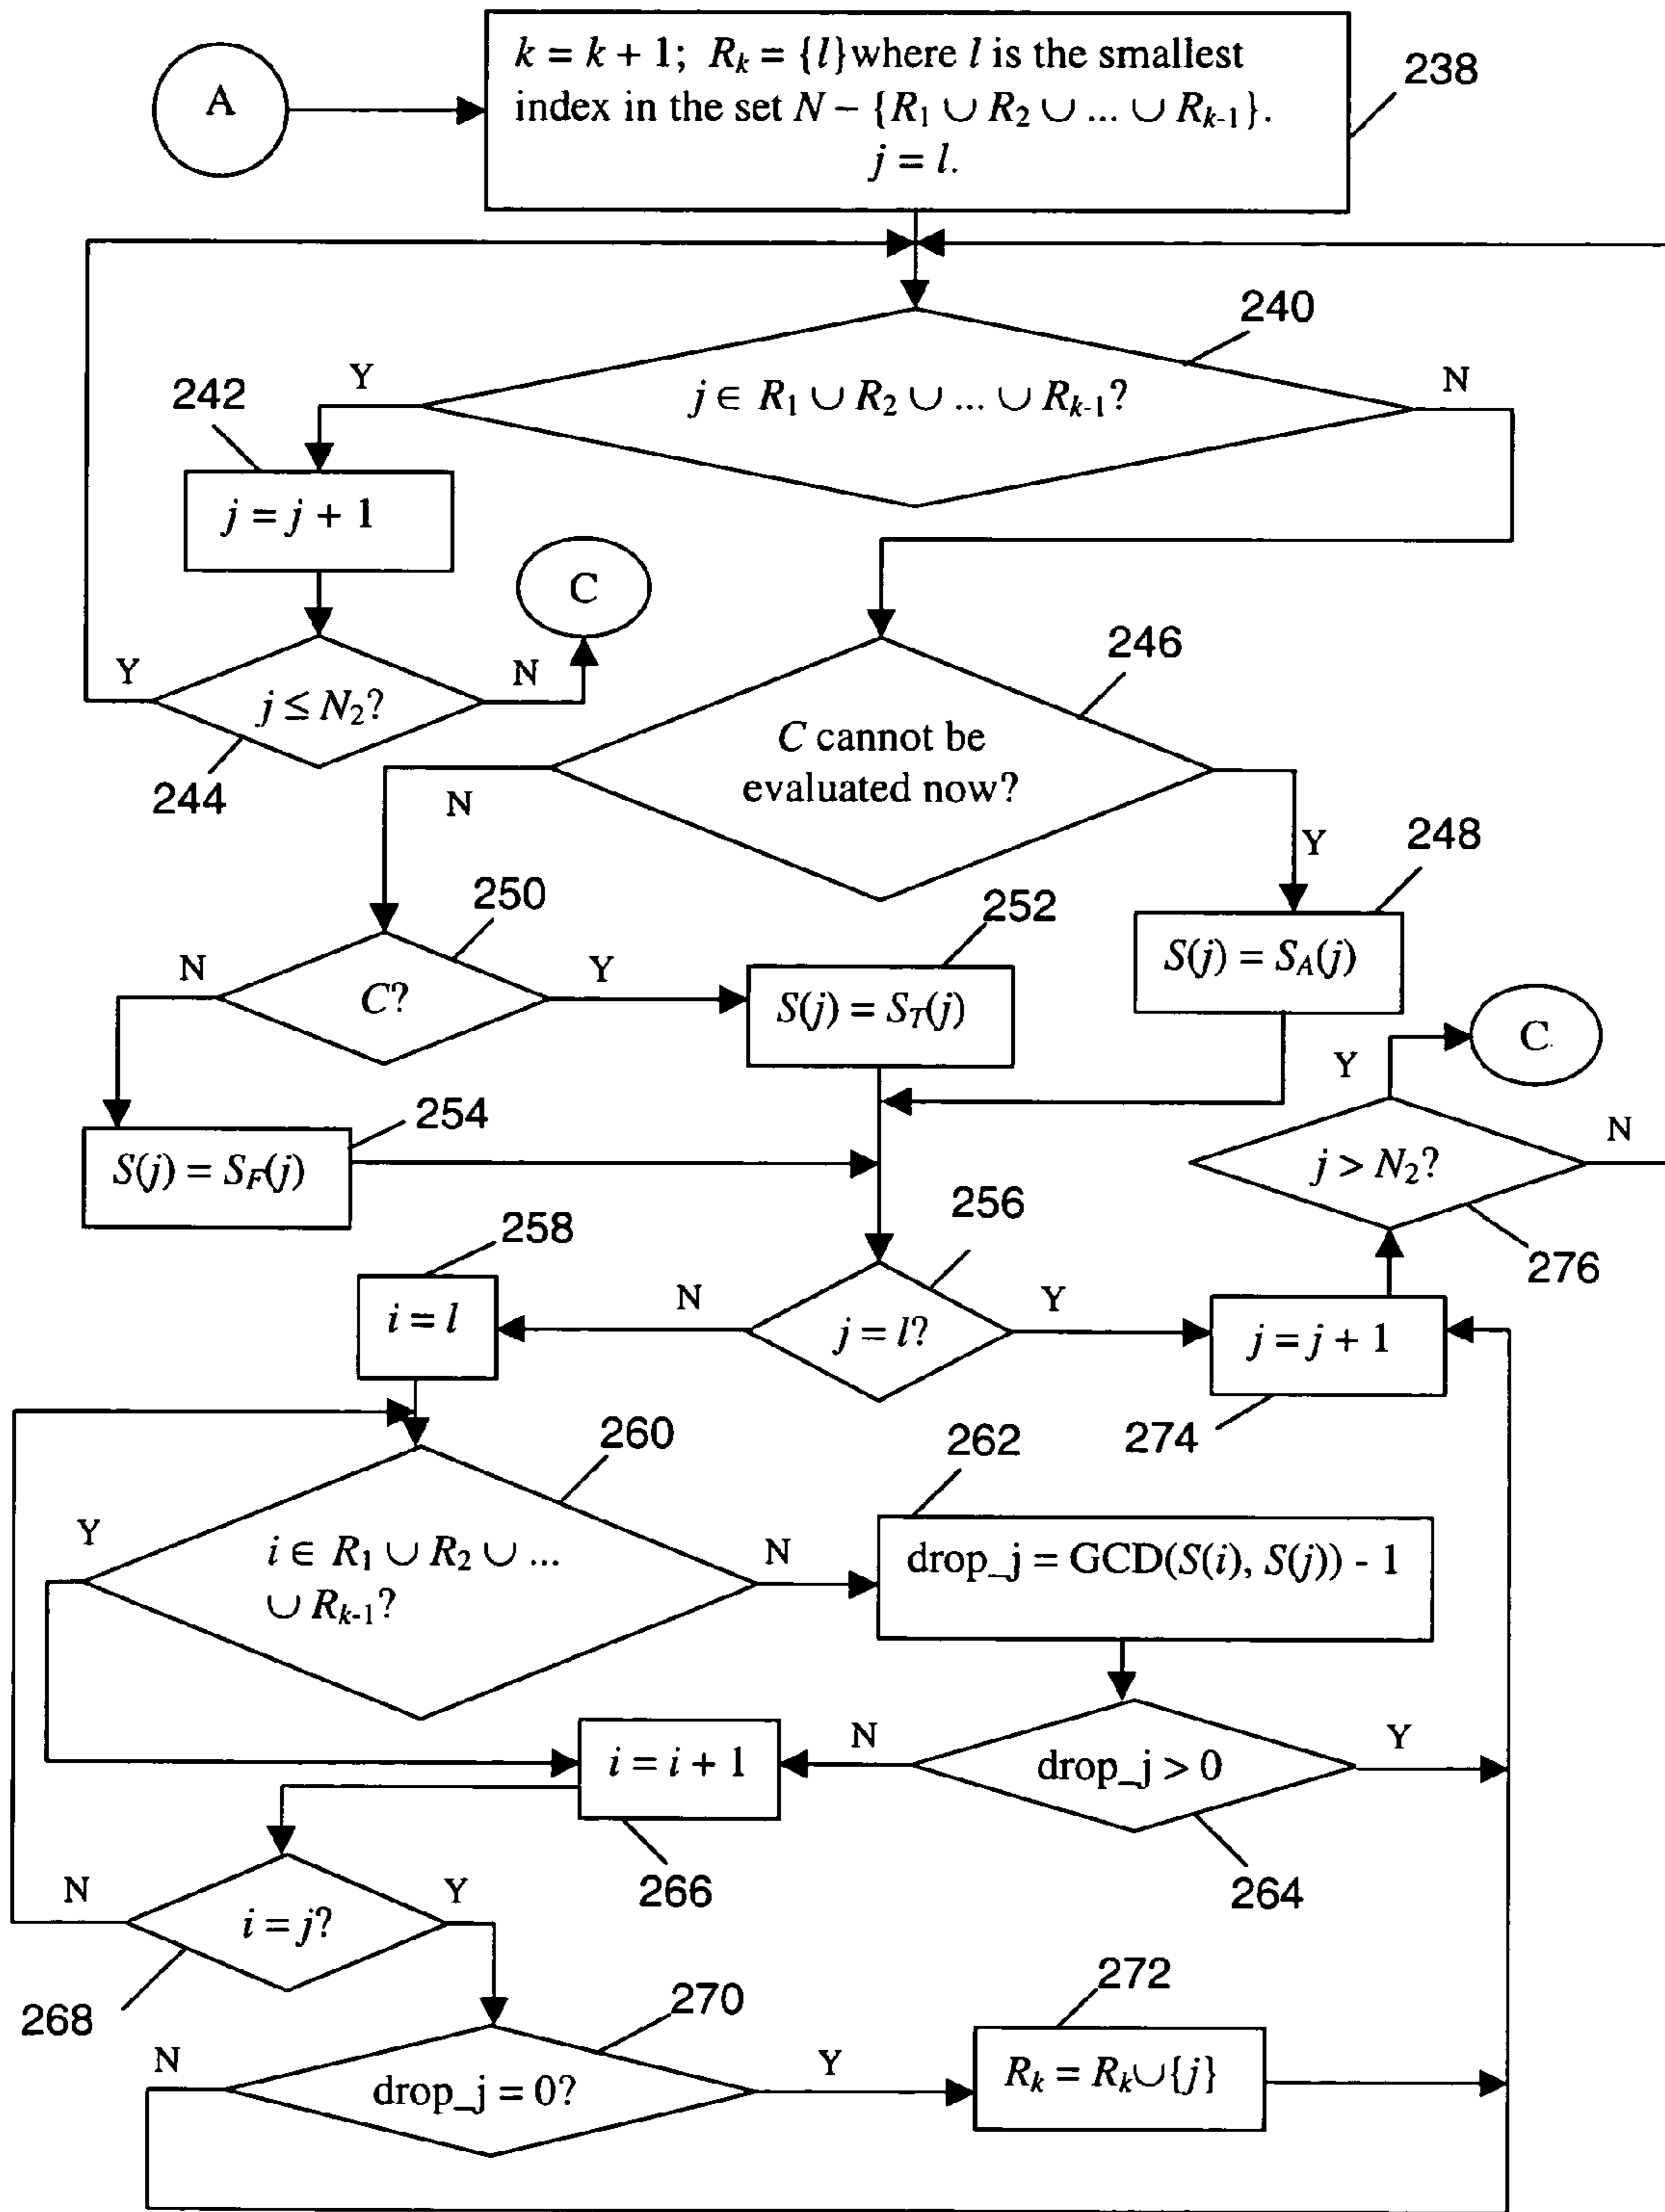 A
k = k + 1; Rₖ = {l}where l is the smallest
index in the set N – {R₁ ∪ R₂ ∪ ... ∪ Rₖ₋₁}.
j = l.
238
240
j ∈ R₁ ∪ R₂ ∪ ... ∪ Rₖ₋₁?
Y
N
242
j = j + 1
C
j ≤ N₂?
Y
N
244
246
C cannot be
evaluated now?
N
Y
248
S(j) = S_A(j)
250
C?
N
Y
252
S(j) = S_T(j)
254
S(j) = S_F(j)
C
Y
j > N₂?
N
276
256
j = l?
N
Y
258
i = l
j = j + 1
274
260
i ∈ R₁ ∪ R₂ ∪ ...
∪ Rₖ₋₁?
Y
N
262
drop_j = GCD(S(i), S(j)) - 1
drop_j > 0
N
Y
264
i = i + 1
266
i = j?
N
Y
268
270
drop_j = 0?
N
Y
272
Rₖ = Rₖ∪{j}